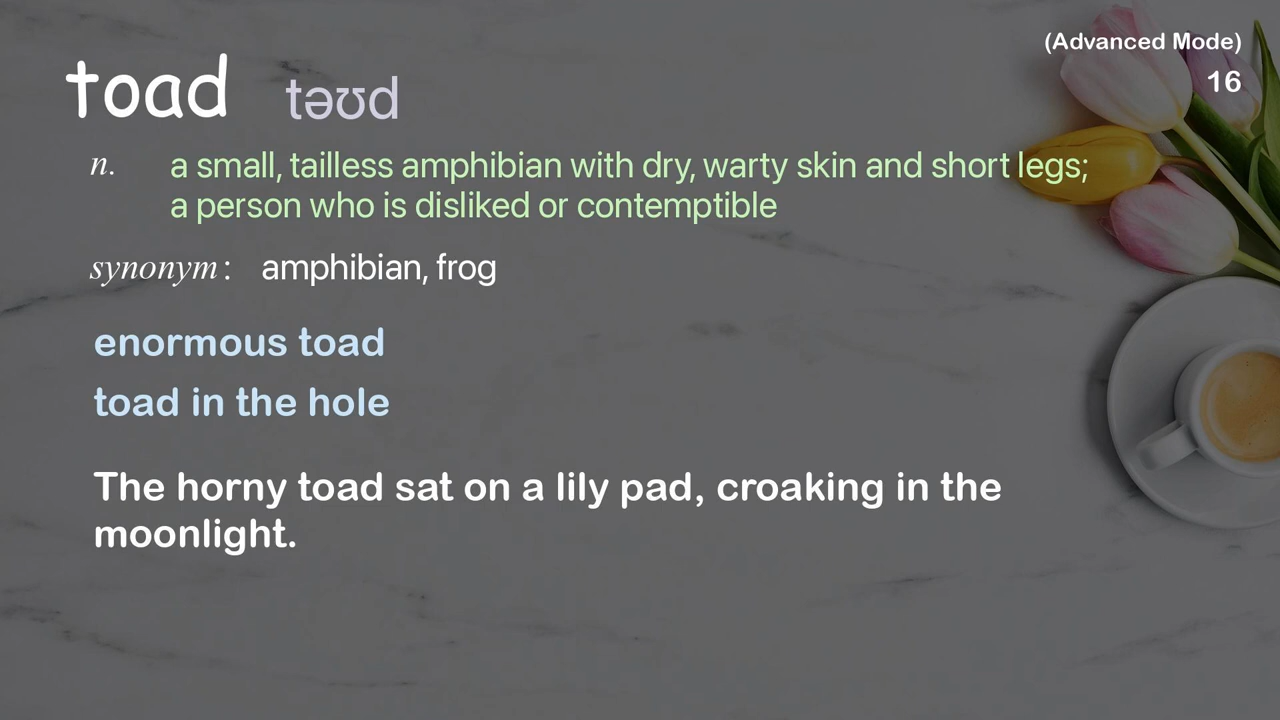 (Advanced Mode)
16
toad təʊd
n. a small, tailless amphibian with dry, warty skin and short legs;
a person who is disliked or contemptible
synonym: amphibian, frog
enormous toad
toad in the hole
The horny toad sat on a lily pad, croaking in the
moonlight.